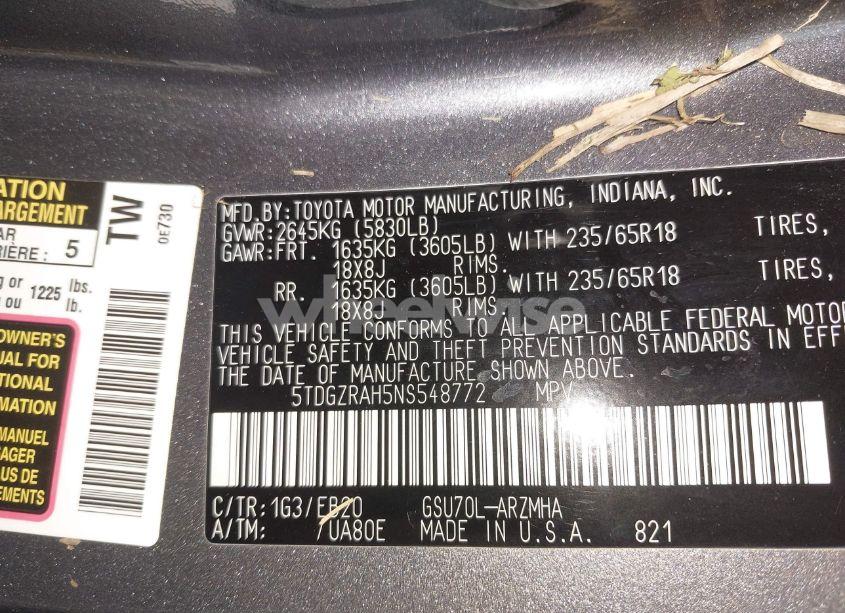 ATION
ARGEMENT
AR
RIÈRE : 5
g or 1225 lbs.
ou lb.
OWNER'S
UAL FOR
TIONAL
RMATION
MANUEL
AGER
US DE
EMENTS
TW
0E730
MFD.BY:TOYOTA MOTOR MANUFACTURING, INDIANA, INC.
GVWR:2645KG (5830LB)
GAWR:FRT. 1635KG (3605LB) WITH 235/65R18 TIRES,
18X8J RIMS.
RR. 1635KG (3605LB) WITH 235/65R18 TIRES,
18X8J RIMS.
wheelwise
THIS VEHICLE CONFORMS TO ALL APPLICABLE FEDERAL MOTOR
VEHICLE SAFETY AND THEFT PREVENTION STANDARDS IN EFF
THE DATE OF MANUFACTURE SHOWN ABOVE.
5TDGZRAH5NS548772 MPV
C/TR:1G3/EB20 GSU70L-ARZMHA
A/TM: /UA80E MADE IN U.S.A. 821